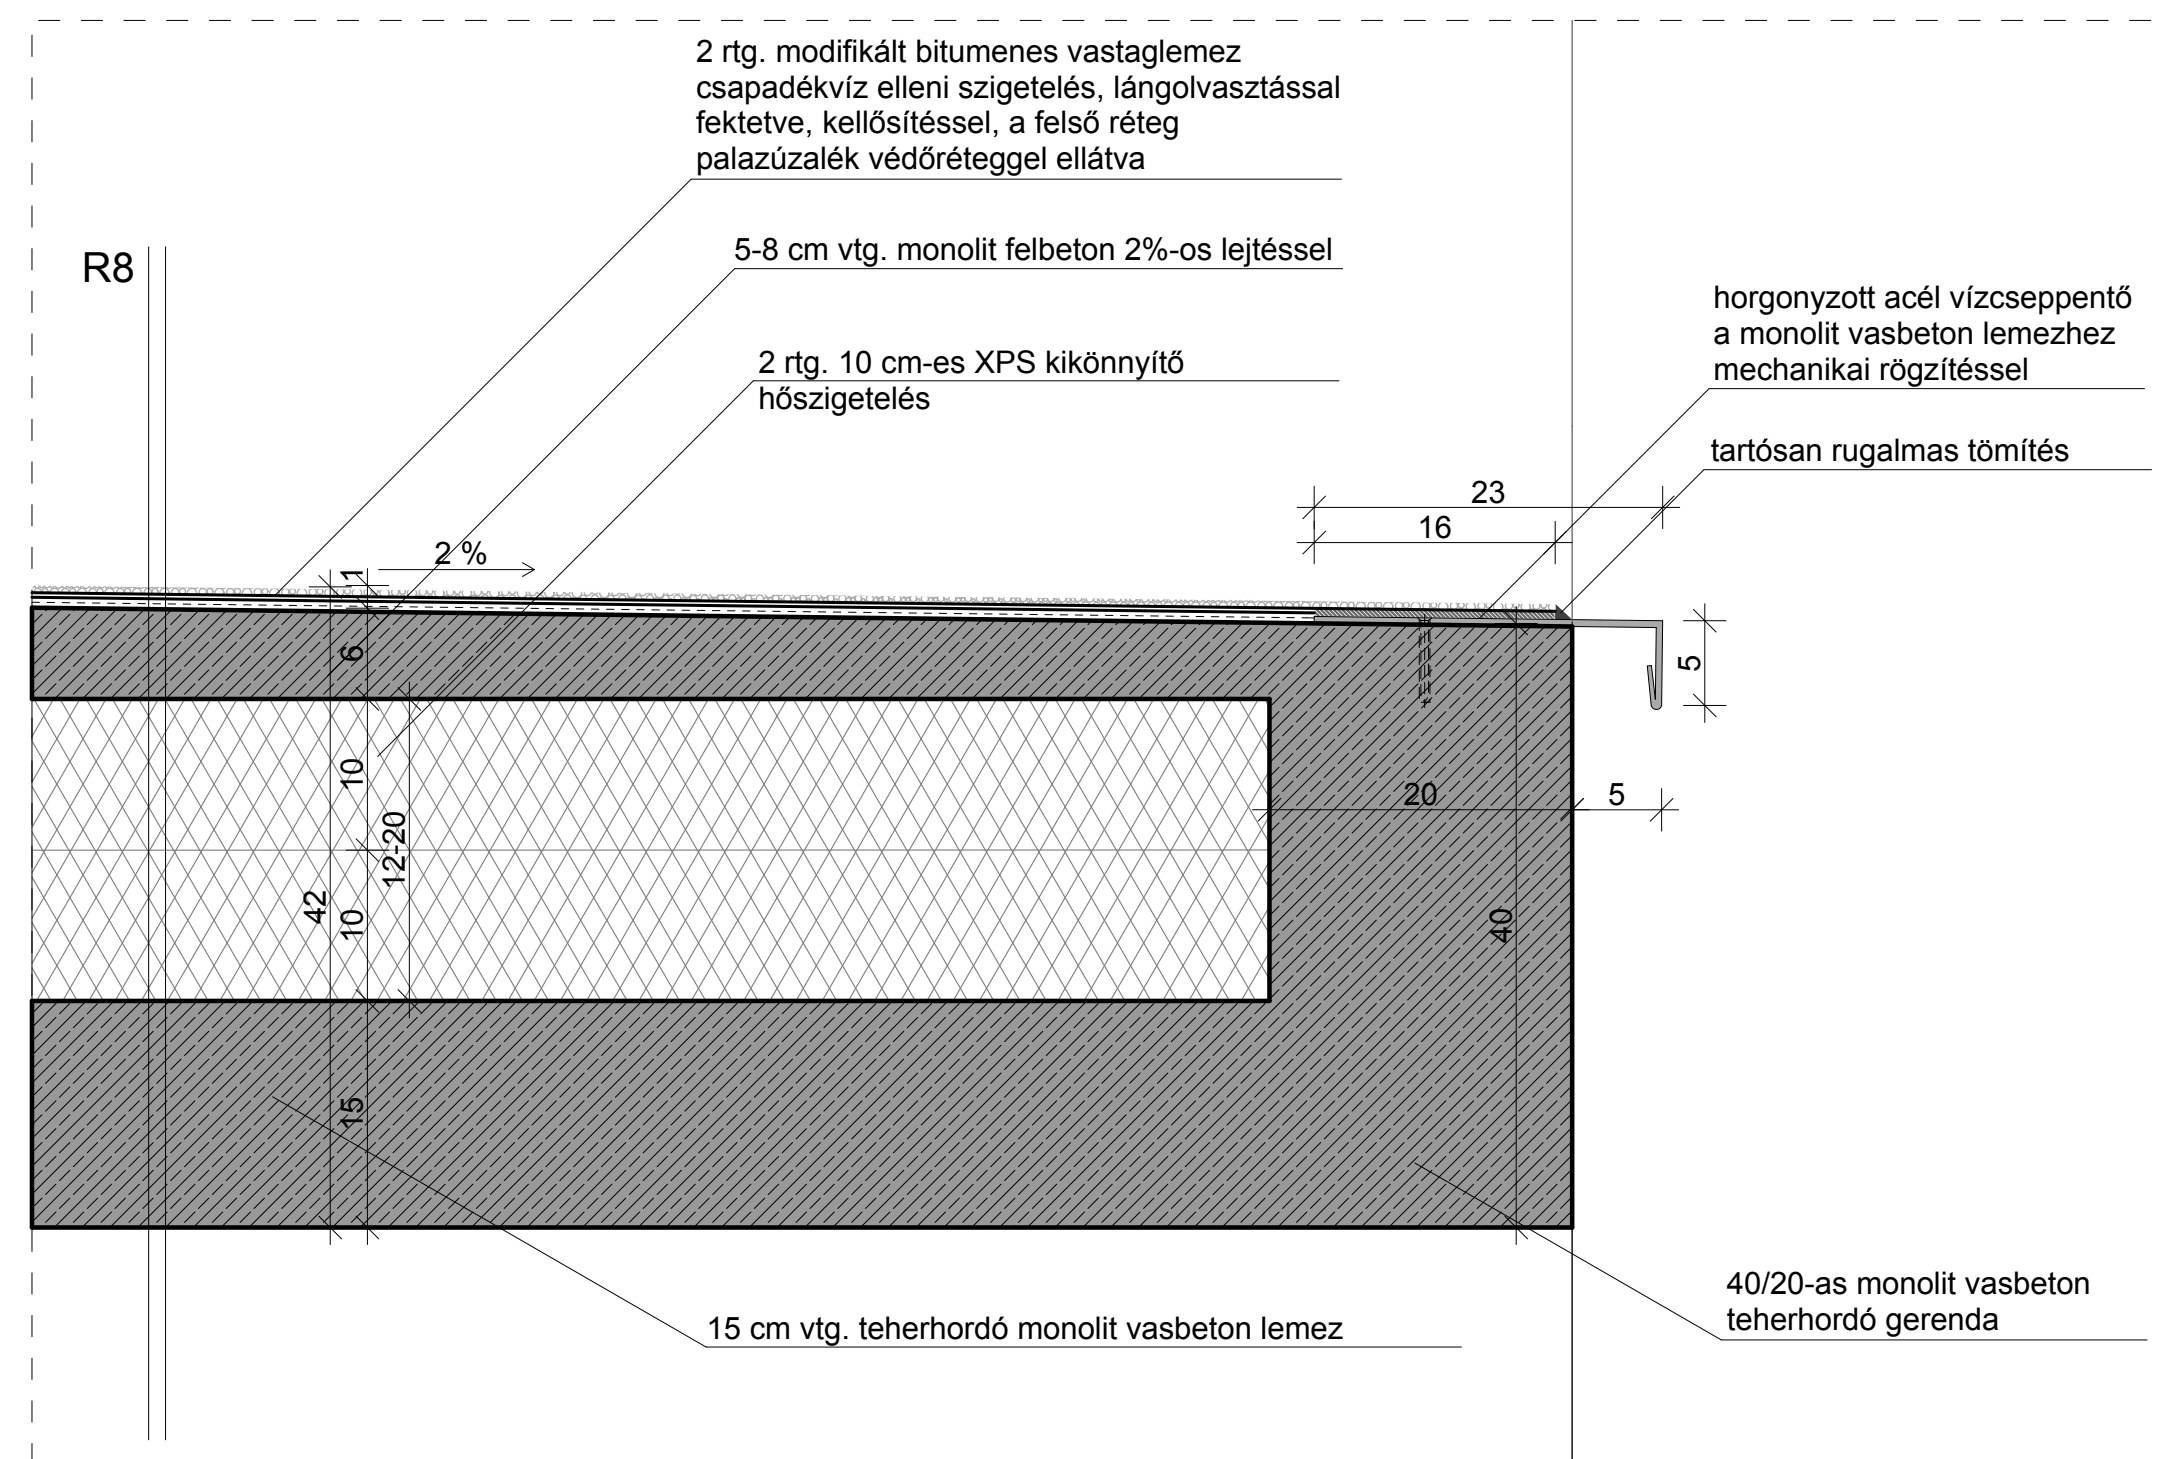 2 rtg. modifikált bitumenes vastaglemez
csapadékvíz elleni szigetelés, lángolvasztással
fektetve, kellősítéssel, a felső réteg
palazúzalék védőréteggel ellátva
R8
5-8 cm vtg. monolit felbeton 2%-os lejtéssel
2 rtg. 10 cm-es XPS kikönnyítő
hőszigetelés
horgonyzott acél vízcseppentő
a monolit vasbeton lemezhez
mechanikai rögzítéssel
tartósan rugalmas tömítés
23
16
2 %
1
6
5
10
12-20
20
5
42
10
40
15
15 cm vtg. teherhordó monolit vasbeton lemez
40/20-as monolit vasbeton
teherhordó gerenda